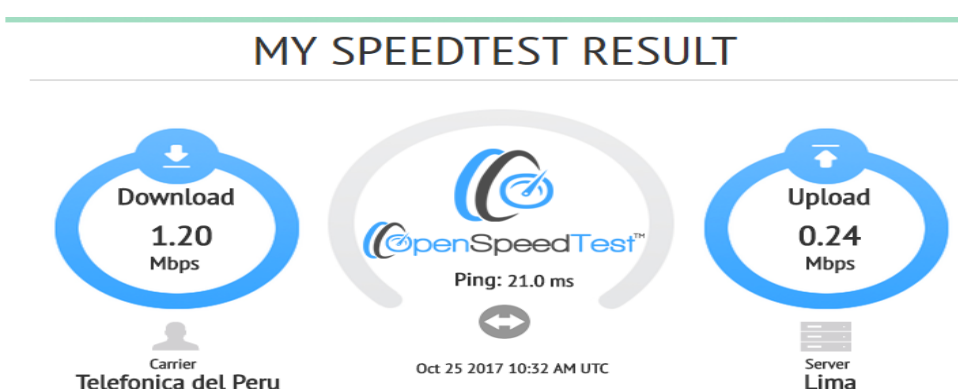 MY SPEEDTEST RESULT
Download
1.20
Mbps
OpenSpeedTest™
Ping: 21.0 ms
Upload
0.24
Mbps
Carrier
Telefonica del Peru
Oct 25 2017 10:32 AM UTC
Server
Lima